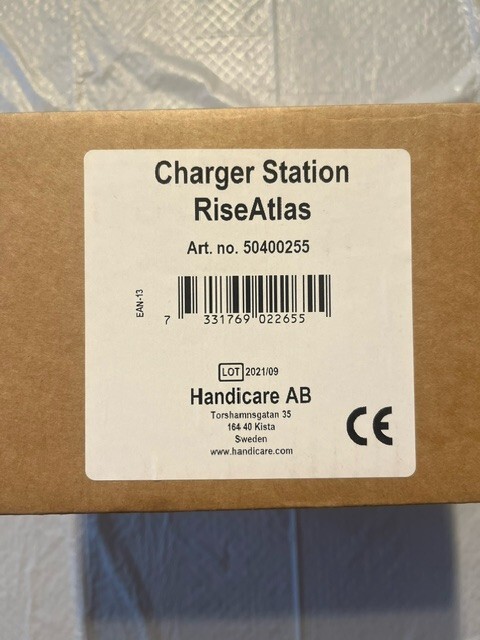 Charger Station
RiseAtlas
Art. no. 50400255
EAN-13
7 331769 022655
LOT 2021/09
Handicare AB
Torshamnsgatan 35
164 40 Kista
Sweden
www.handicare.com
CE